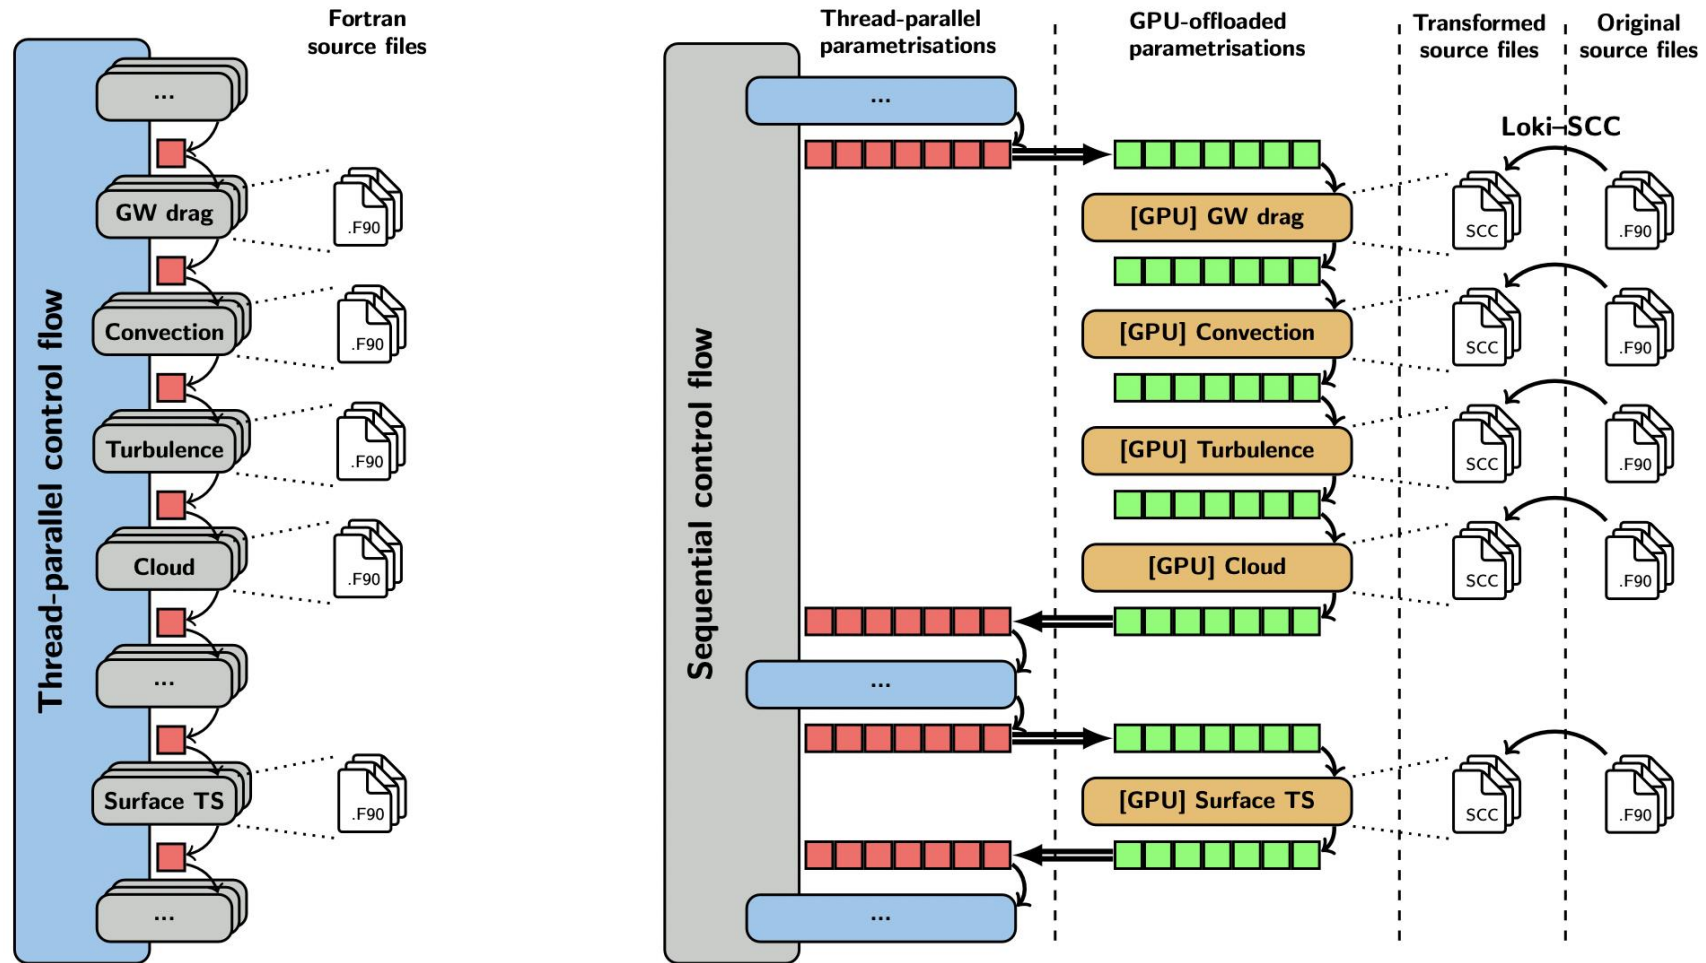 Fortran
source files
Thread-parallel control flow
...
GW drag
.F90
Convection
.F90
Turbulence
.F90
Cloud
.F90
...
Surface TS
.F90
...
Thread-parallel
parametrisations
GPU-offloaded
parametrisations
Transformed
source files
Original
source files
Sequential control flow
...
Loki-SCC
[GPU] GW drag
SCC
.F90
[GPU] Convection
SCC
.F90
[GPU] Turbulence
SCC
.F90
[GPU] Cloud
SCC
.F90
...
[GPU] Surface TS
SCC
.F90
...